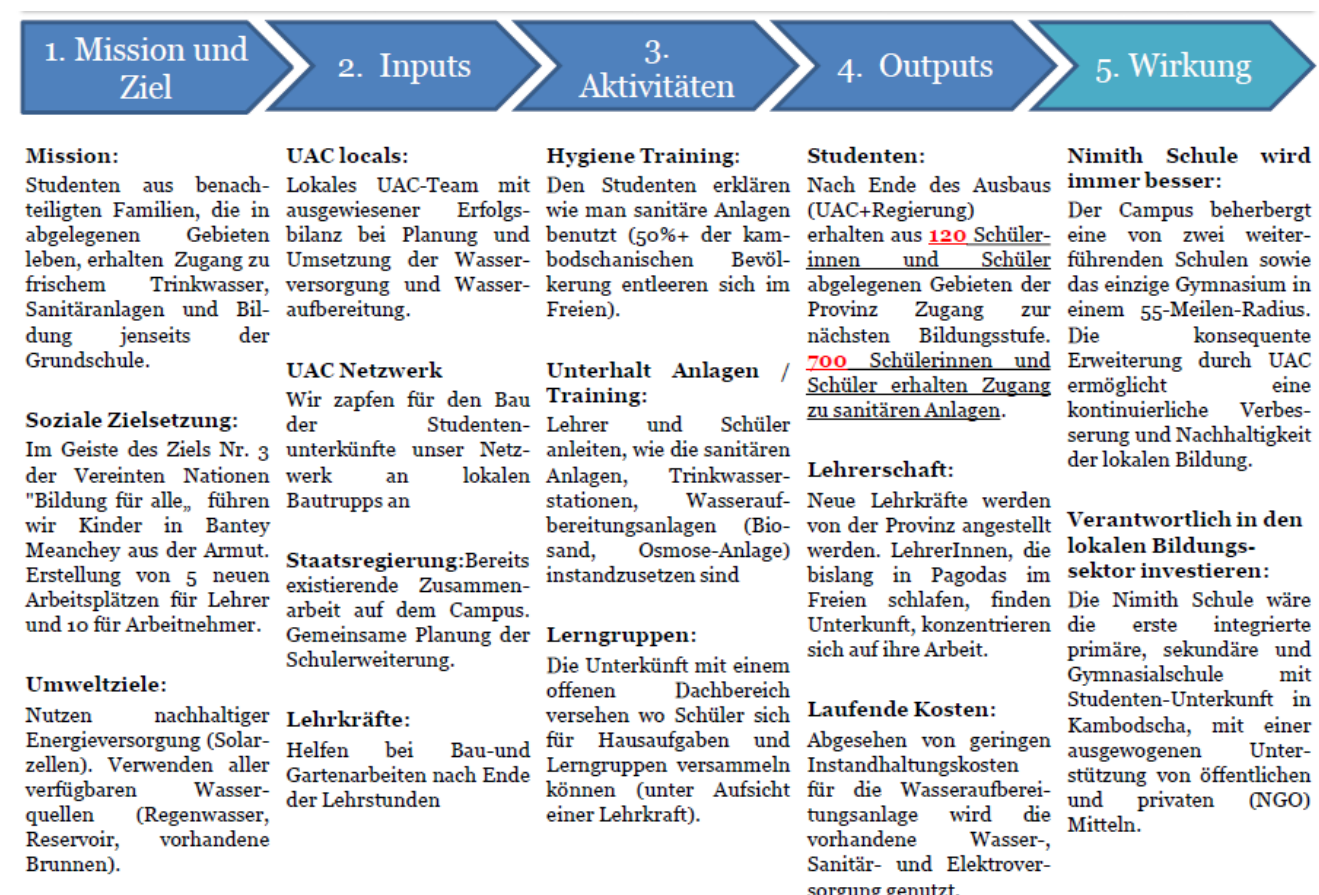 1. Mission und
Ziel
2. Inputs
3.
Aktivitäten
4. Outputs
5. Wirkung
Mission:
Studenten aus benach-
teiligten Familien, die in
abgelegenen Gebieten
leben, erhalten Zugang zu
frischem Trinkwasser,
Sanitäranlagen und Bil-
dung jenseits der
Grundschule.
Soziale Zielsetzung:
Im Geiste des Ziels Nr. 3
der Vereinten Nationen
"Bildung für alle„ führen
wir Kinder in Bantey
Meanchey aus der Armut.
Erstellung von 5 neuen
Arbeitsplätzen für Lehrer
und 10 für Arbeitnehmer.
Umweltziele:
Nutzen nachhaltiger
Energieversorgung (Solar-
zellen). Verwenden aller
verfügbaren Wasser-
quellen (Regenwasser,
Reservoir, vorhandene
Brunnen).
UAC locals:
Lokales UAC-Team mit
ausgewiesener Erfolgs-
bilanz bei Planung und
Umsetzung der Wasser-
versorgung und Wasser-
aufbereitung.
UAC Netzwerk
Wir zapfen für den Bau
der Studenten-
unterkünfte unser Netz-
werk an lokalen
Bautrupps an
Staatsregierung:Bereits
existierende Zusammen-
arbeit auf dem Campus.
Gemeinsame Planung der
Schulerweiterung.
Lehrkräfte:
Helfen bei Bau-und
Gartenarbeiten nach Ende
der Lehrstunden
Hygiene Training:
Den Studenten erklären
wie man sanitäre Anlagen
benutzt (50%+ der kam-
bodschanischen Bevöl-
kerung entleeren sich im
Freien).
Unterhalt Anlagen /
Training:
Lehrer und Schüler
anleiten, wie die sanitären
Anlagen, Trinkwasser-
stationen, Wasserauf-
bereitungsanlagen (Bio-
sand, Osmose-Anlage)
instandzusetzen sind
Lerngruppen:
Die Unterkünft mit einem
offenen Dachbereich
versehen wo Schüler sich
für Hausaufgaben und
Lerngruppen versammeln
können (unter Aufsicht
einer Lehrkraft).
Studenten:
Nach Ende des Ausbaus
(UAC+Regierung)
erhalten aus 120 Schüler-
innen und Schüler
abgelegenen Gebieten der
Provinz Zugang zur
nächsten Bildungsstufe.
700 Schülerinnen und
Schüler erhalten Zugang
zu sanitären Anlagen.
Lehrerschaft:
Neue Lehrkräfte werden
von der Provinz angestellt
werden. LehrerInnen, die
bislang in Pagodas im
Freien schlafen, finden
Unterkunft, konzentrieren
sich auf ihre Arbeit.
Laufende Kosten:
Abgesehen von geringen
Instandhaltungskosten
für die Wasseraufberei-
tungsanlage wird die
vorhandene Wasser-,
Sanitär- und Elektrover-
sorgung genutzt.
Nimith Schule wird
immer besser:
Der Campus beherbergt
eine von zwei weiter-
führenden Schulen sowie
das einzige Gymnasium in
einem 55-Meilen-Radius.
Die konsequente
Erweiterung durch UAC
ermöglicht eine
kontinuierliche Verbes-
serung und Nachhaltigkeit
der lokalen Bildung.
Verantwortlich in den
lokalen Bildungs-
sektor investieren:
Die Nimith Schule wäre
die erste integrierte
primäre, sekundäre und
Gymnasialschule mit
Studenten-Unterkunft in
Kambodscha, mit einer
ausgewogenen Unter-
stützung von öffentlichen
und privaten (NGO)
Mitteln.